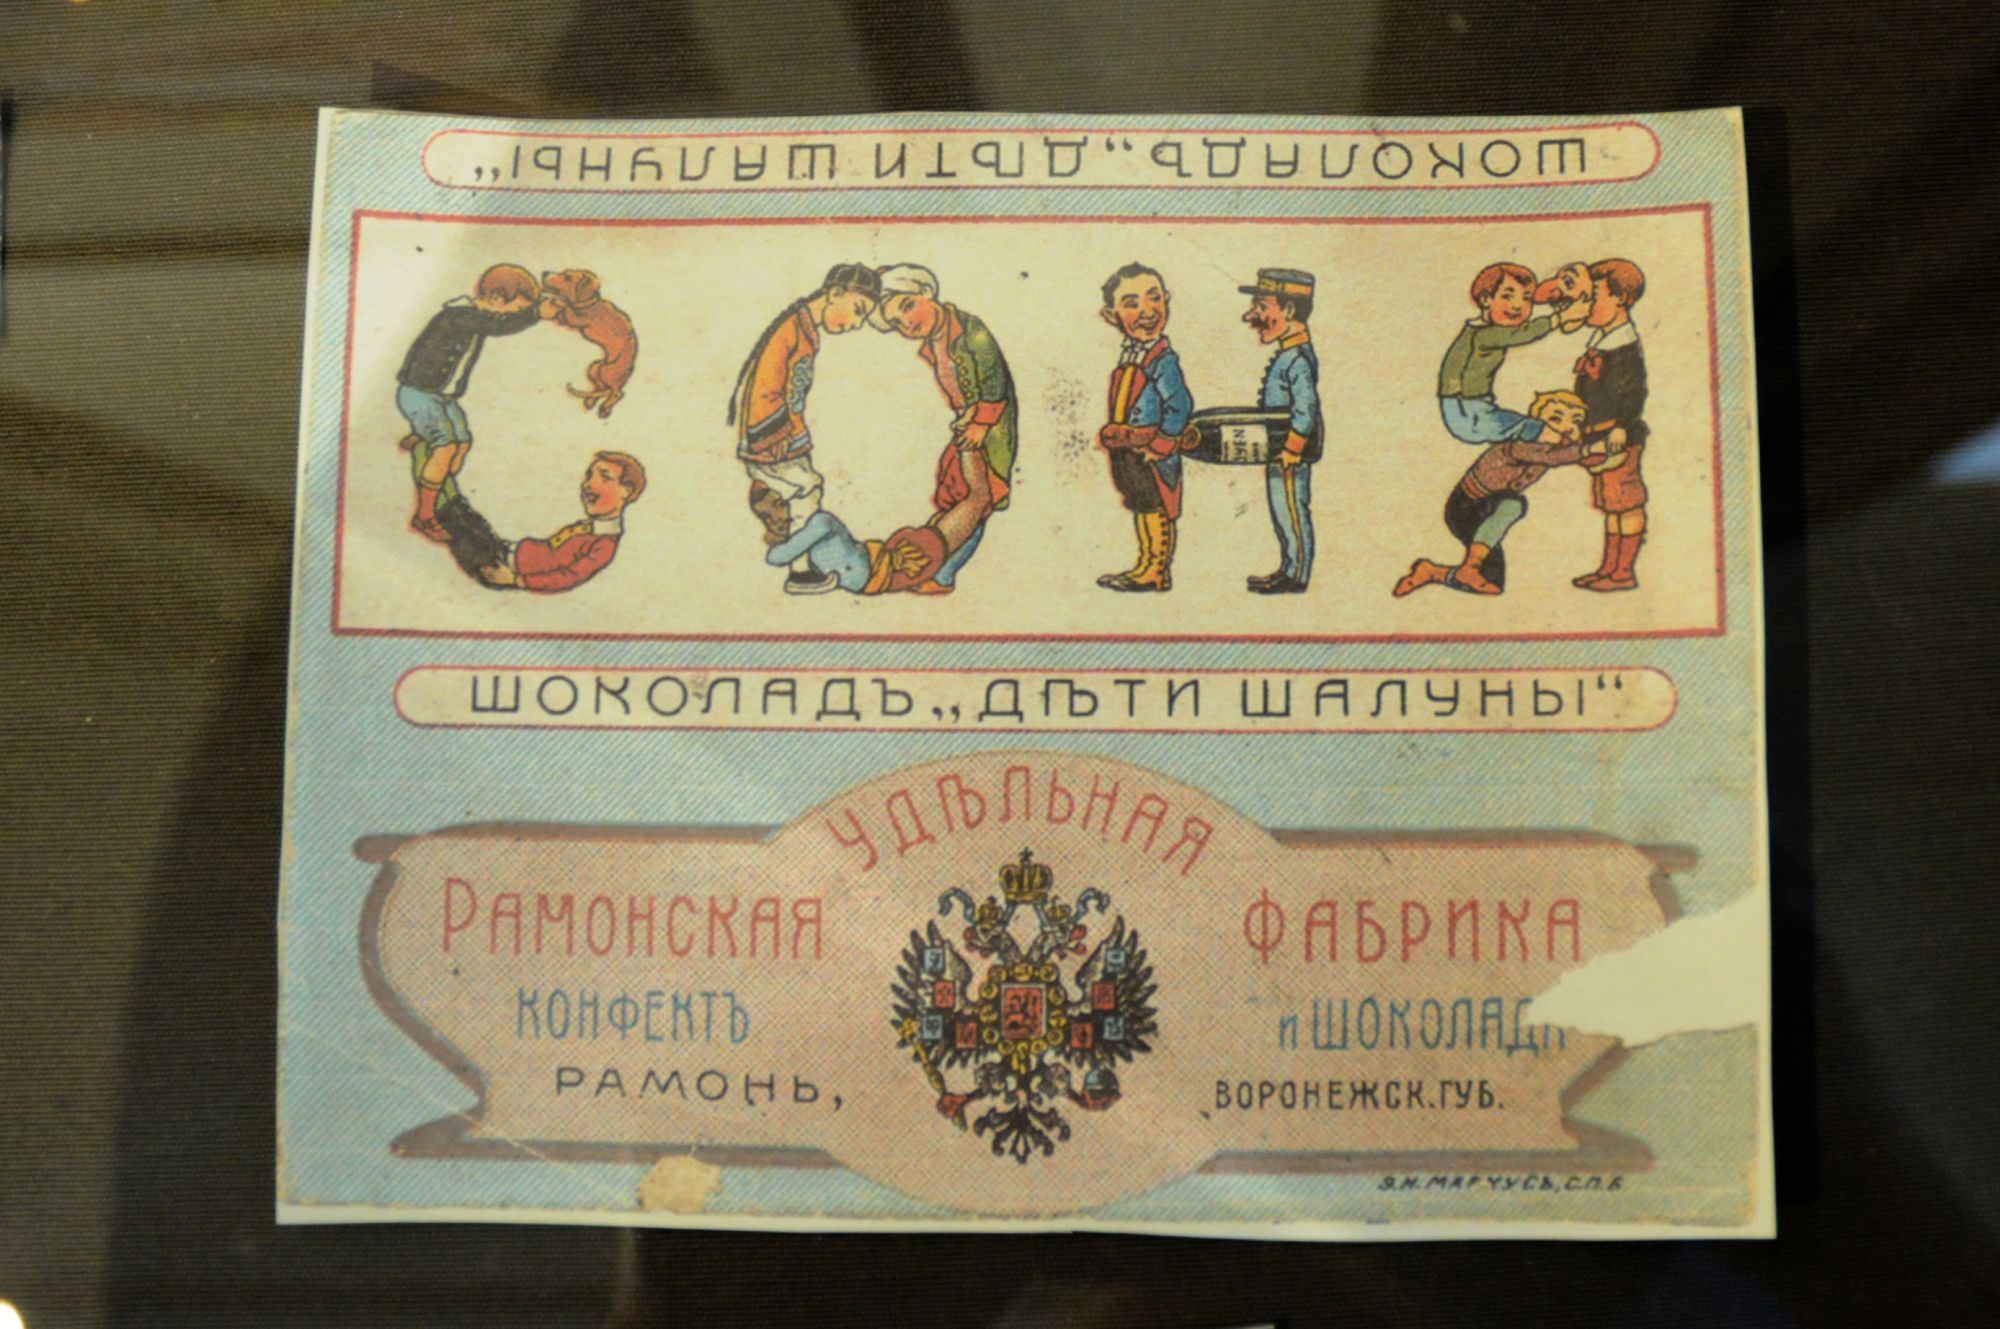 ШОКОЛАДЪ „ДѢТИ ШАЛУНЫ“
СОНЯ
ШОКОЛАДЪ „ДѢТИ ШАЛУНЫ“
УДѢЛЬНАЯ
РАМОНСКАЯ ФАБРИКА
КОНФЕКТЪ И ШОКОЛАДА
РАМОНЬ, ВОРОНЕЖСК. ГУБ.
Э.И. МАРЧУСЪ, С.П.Б